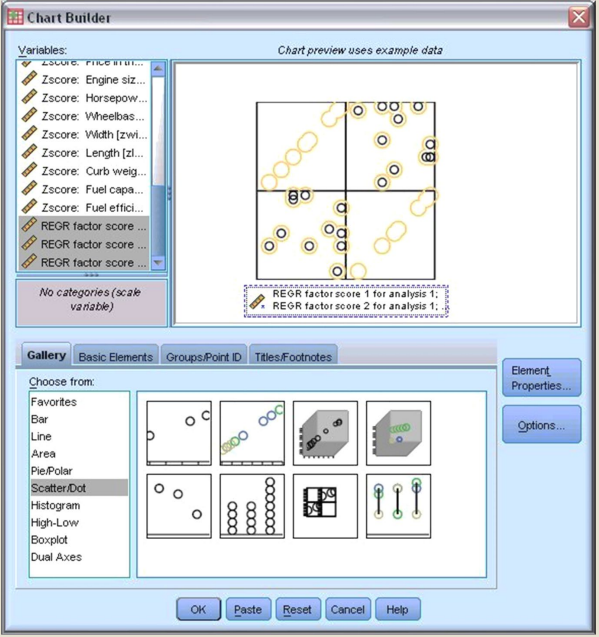 Chart Builder
Variables:
Chart preview uses example data
Zscore: Price in th...
Zscore: Engine siz...
Zscore: Horsepow...
Zscore: Wheelbas...
Zscore: Width [zwi...
Zscore: Length [zl...
Zscore: Curb weig...
Zscore: Fuel capa...
Zscore: Fuel effici...
REGR factor score ...
REGR factor score ...
REGR factor score ...
No categories (scale
variable)
REGR factor score 1 for analysis 1;
REGR factor score 2 for analysis 1; ...
Gallery
Basic Elements
Groups/Point ID
Titles/Footnotes
Choose from:
Favorites
Bar
Line
Area
Pie/Polar
Scatter/Dot
Histogram
High-Low
Boxplot
Dual Axes
Element
Properties...
Options...
OK
Paste
Reset
Cancel
Help